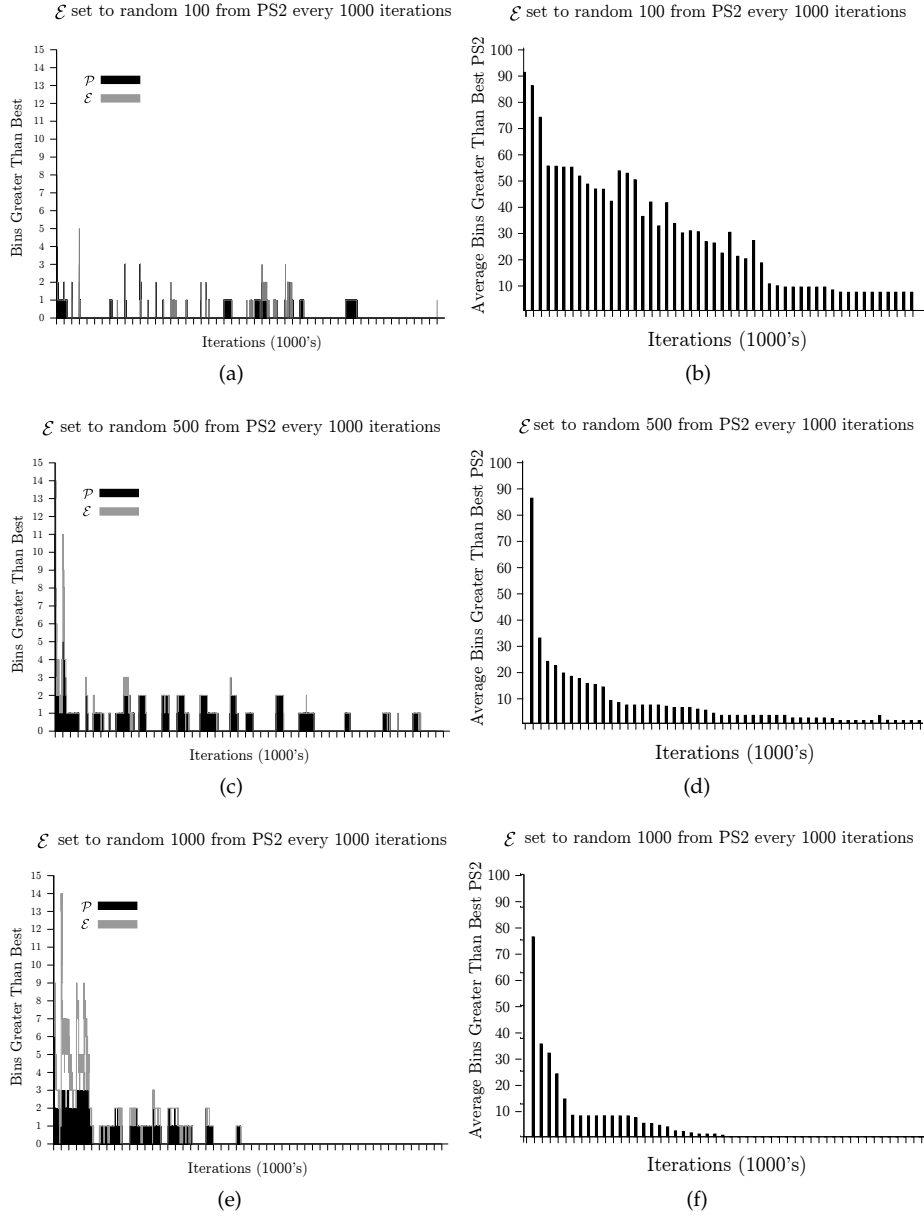 ℰ set to random 100 from PS2 every 1000 iterations
Bins Greater Than Best
15
14
13
12
11
10
9
8
7
6
5
4
3
2
1
0
𝒫
ℰ
Iterations (1000's)
(a)
ℰ set to random 100 from PS2 every 1000 iterations
Average Bins Greater Than Best PS2
100
90
80
70
60
50
40
30
20
10
Iterations (1000's)
(b)
ℰ set to random 500 from PS2 every 1000 iterations
Bins Greater Than Best
15
14
13
12
11
10
9
8
7
6
5
4
3
2
1
0
𝒫
ℰ
Iterations (1000's)
(c)
ℰ set to random 500 from PS2 every 1000 iterations
Average Bins Greater Than Best PS2
100
90
80
70
60
50
40
30
20
10
Iterations (1000's)
(d)
ℰ set to random 1000 from PS2 every 1000 iterations
Bins Greater Than Best
15
14
13
12
11
10
9
8
7
6
5
4
3
2
1
0
𝒫
ℰ
Iterations (1000's)
(e)
ℰ set to random 1000 from PS2 every 1000 iterations
Average Bins Greater Than Best PS2
100
90
80
70
60
50
40
30
20
10
Iterations (1000's)
(f)